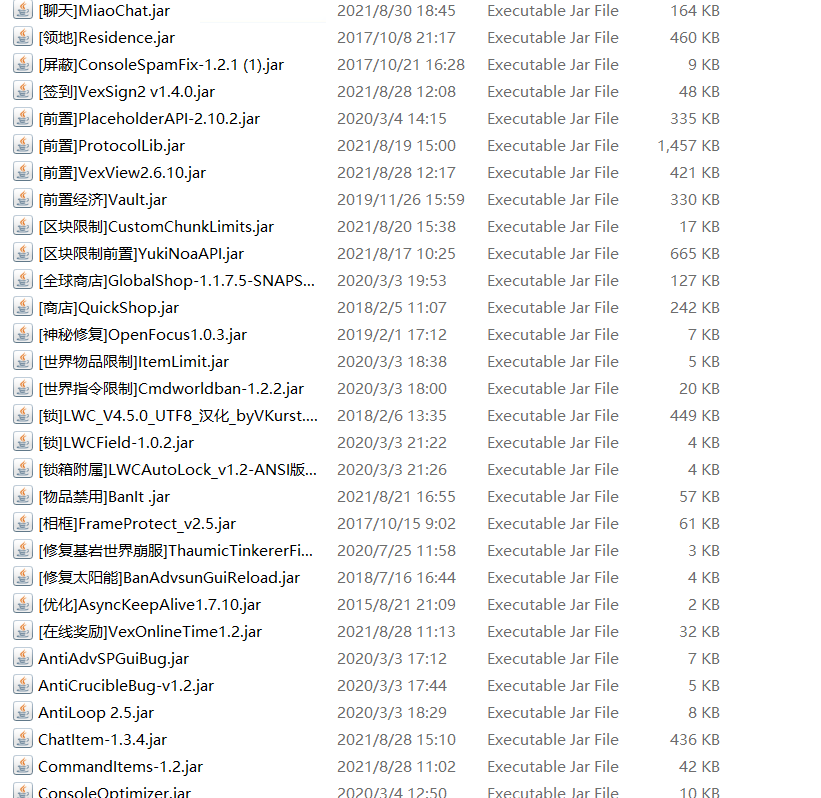 [聊天]MiaoChat.jar 2021/8/30 18:45 Executable Jar File 164 KB
[领地]Residence.jar 2017/10/8 21:17 Executable Jar File 460 KB
[屏蔽]ConsoleSpamFix-1.2.1 (1).jar 2017/10/21 16:28 Executable Jar File 9 KB
[签到]VexSign2 v1.4.0.jar 2021/8/28 12:08 Executable Jar File 48 KB
[前置]PlaceholderAPI-2.10.2.jar 2020/3/4 14:15 Executable Jar File 335 KB
[前置]ProtocolLib.jar 2021/8/19 15:00 Executable Jar File 1,457 KB
[前置]VexView2.6.10.jar 2021/8/28 12:17 Executable Jar File 421 KB
[前置经济]Vault.jar 2019/11/26 15:59 Executable Jar File 330 KB
[区块限制]CustomChunkLimits.jar 2021/8/20 15:38 Executable Jar File 17 KB
[区块限制前置]YukiNoaAPI.jar 2021/8/17 10:25 Executable Jar File 665 KB
[全球商店]GlobalShop-1.1.7.5-SNAPS... 2020/3/3 19:53 Executable Jar File 127 KB
[商店]QuickShop.jar 2018/2/5 11:07 Executable Jar File 242 KB
[神秘修复]OpenFocus1.0.3.jar 2019/2/1 17:12 Executable Jar File 7 KB
[世界物品限制]ItemLimit.jar 2020/3/3 18:38 Executable Jar File 5 KB
[世界指令限制]Cmdworldban-1.2.2.jar 2020/3/3 18:00 Executable Jar File 20 KB
[锁]LWC_V4.5.0_UTF8_汉化_byVKurst.... 2018/2/6 13:35 Executable Jar File 449 KB
[锁]LWCField-1.0.2.jar 2020/3/3 21:22 Executable Jar File 4 KB
[锁箱附属]LWCAutoLock_v1.2-ANSI版... 2020/3/3 21:26 Executable Jar File 4 KB
[物品禁用]BanIt .jar 2021/8/21 16:55 Executable Jar File 57 KB
[相框]FrameProtect_v2.5.jar 2017/10/15 9:02 Executable Jar File 61 KB
[修复基岩世界崩服]ThaumicTinkererFi... 2020/7/25 11:58 Executable Jar File 3 KB
[修复太阳能]BanAdvsunGuiReload.jar 2018/7/16 16:44 Executable Jar File 4 KB
[优化]AsyncKeepAlive1.7.10.jar 2015/8/21 21:09 Executable Jar File 2 KB
[在线奖励]VexOnlineTime1.2.jar 2021/8/28 11:13 Executable Jar File 32 KB
AntiAdvSPGuiBug.jar 2020/3/3 17:12 Executable Jar File 7 KB
AntiCrucibleBug-v1.2.jar 2020/3/3 17:44 Executable Jar File 5 KB
AntiLoop 2.5.jar 2020/3/3 18:29 Executable Jar File 8 KB
ChatItem-1.3.4.jar 2021/8/28 15:10 Executable Jar File 436 KB
CommandItems-1.2.jar 2021/8/28 11:02 Executable Jar File 42 KB
ConsoleOptimizer.jar 2020/3/4 12:50 Executable Jar File 10 KB